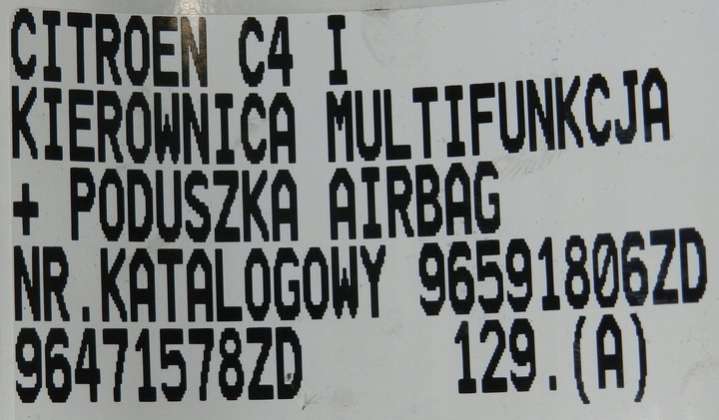 CITROEN C4 I
KIEROWNICA MULTIFUNKCJA
+ PODUSZKA AIRBAG
NR.KATALOGOWY 96591806ZD
96471578ZD 129.(A)